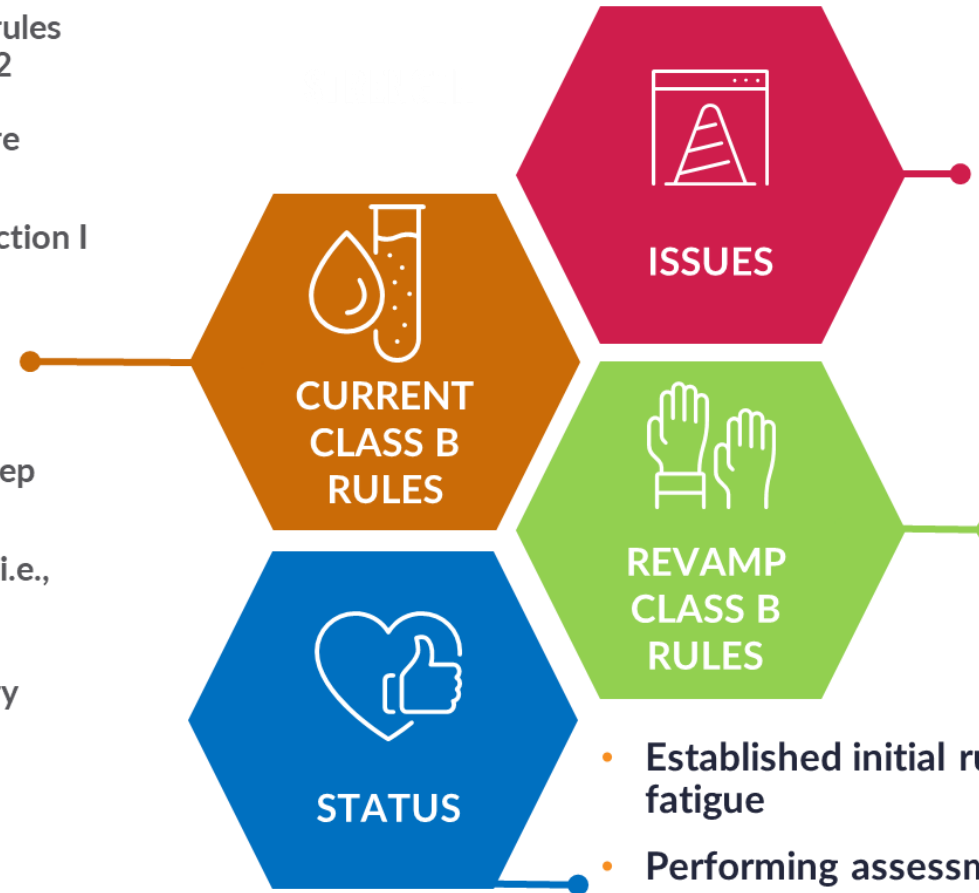 rules
2
re
ction I
ep
i.e.,
ry
ISSUES
CURRENT
CLASS B
RULES
REVAMP
CLASS B
RULES
STATUS
• Established initial ru
fatigue
• Performing assessm